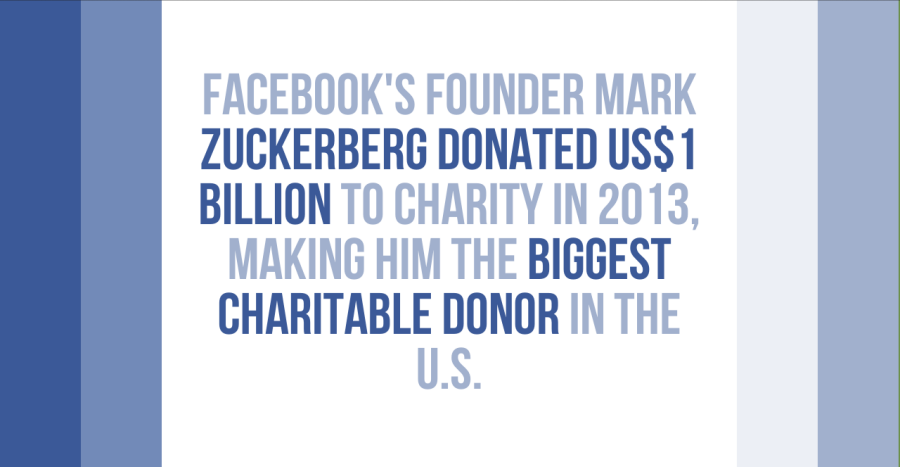 FACEBOOK'S FOUNDER MARK
ZUCKERBERG DONATED US$1
BILLION TO CHARITY IN 2013,
MAKING HIM THE BIGGEST
CHARITABLE DONOR IN THE
U.S.